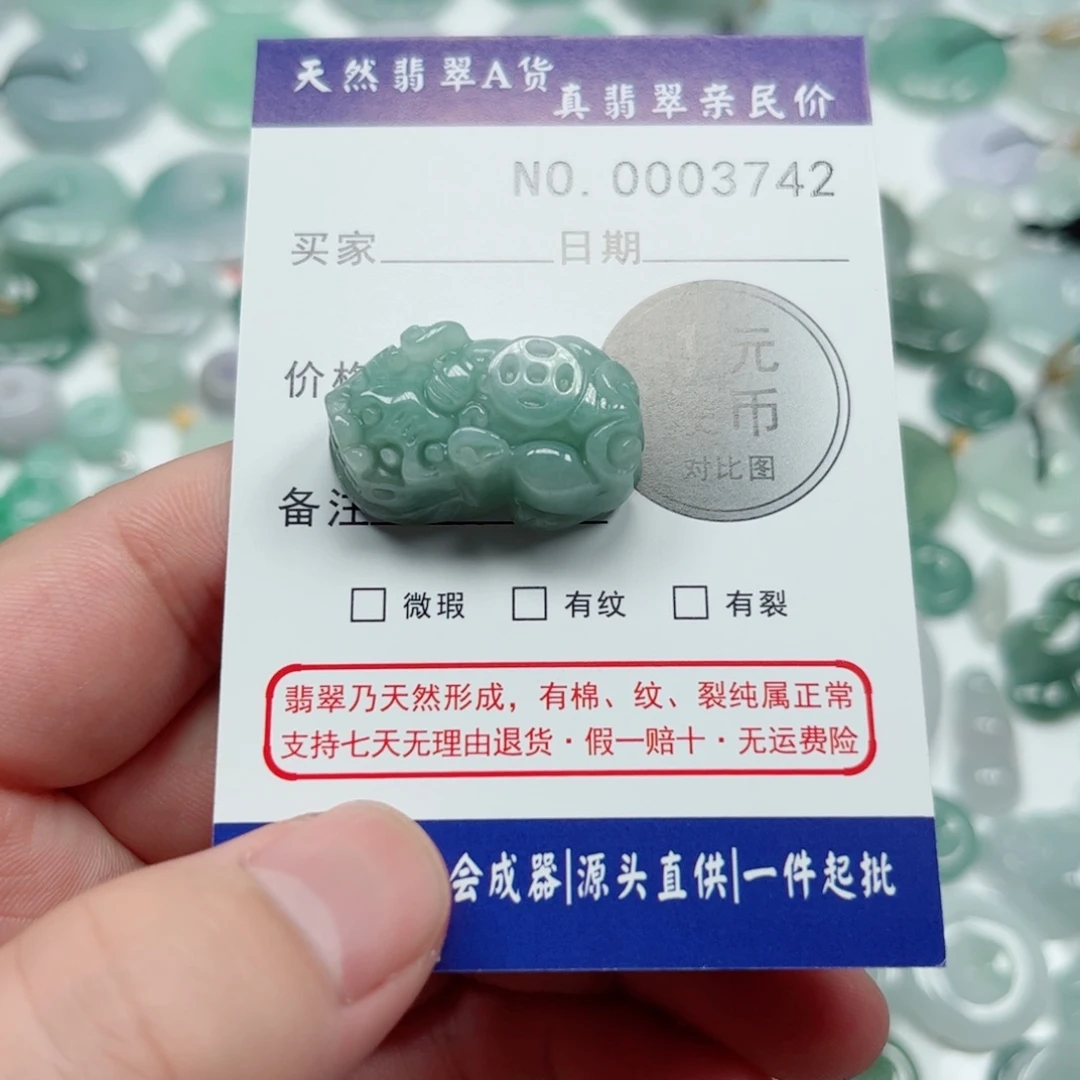 天然翡翠A货
真翡翠亲民价
NO. 0003742
买家 日期
元
币
对比图
价
备注
微瑕 有纹 有裂
翡翠乃天然形成，有棉、纹、裂纯属正常
支持七天无理由退货·假一赔十·无运费险
会成器|源头直供|一件起批